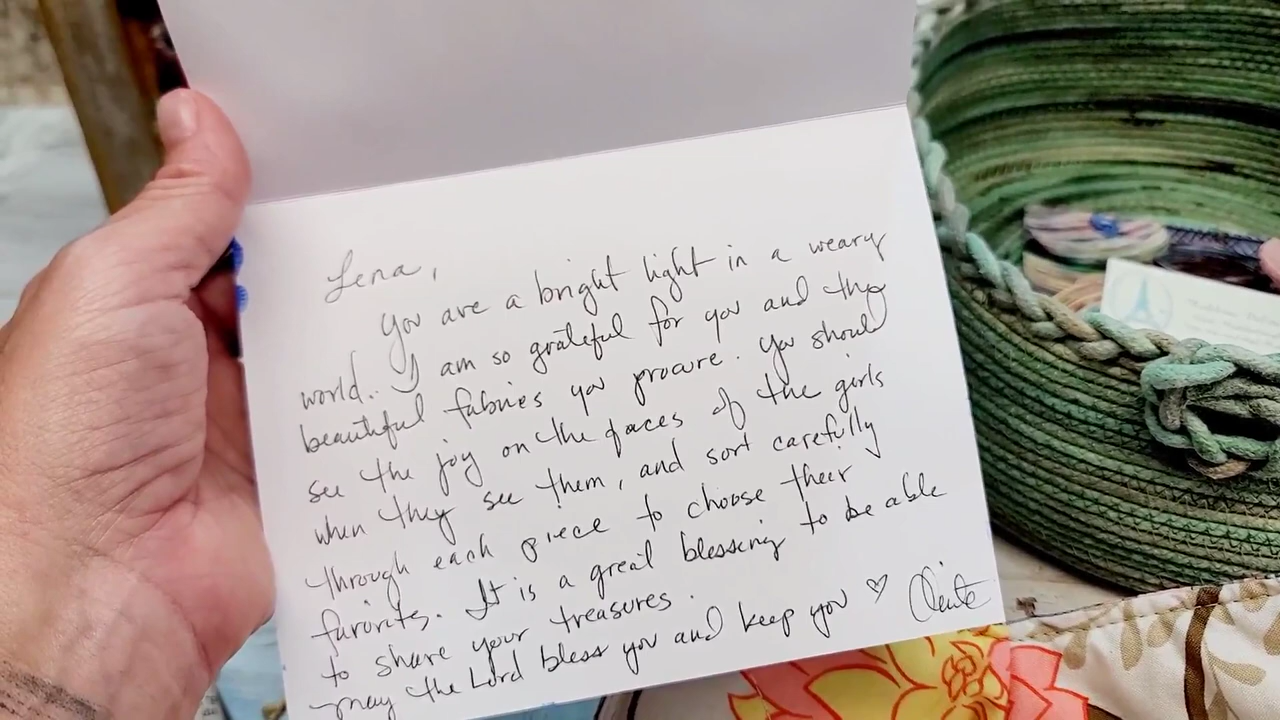 Lena,
You are a bright light in a weary
world. I am so grateful for you and the
beautiful fabrics you procure. You should
see the joy on the faces of the girls
when they see them, and sort carefully
through each piece to choose their
favorites. It is a great blessing to be able
to share your treasures.
may the Lord bless you and keep you ♡